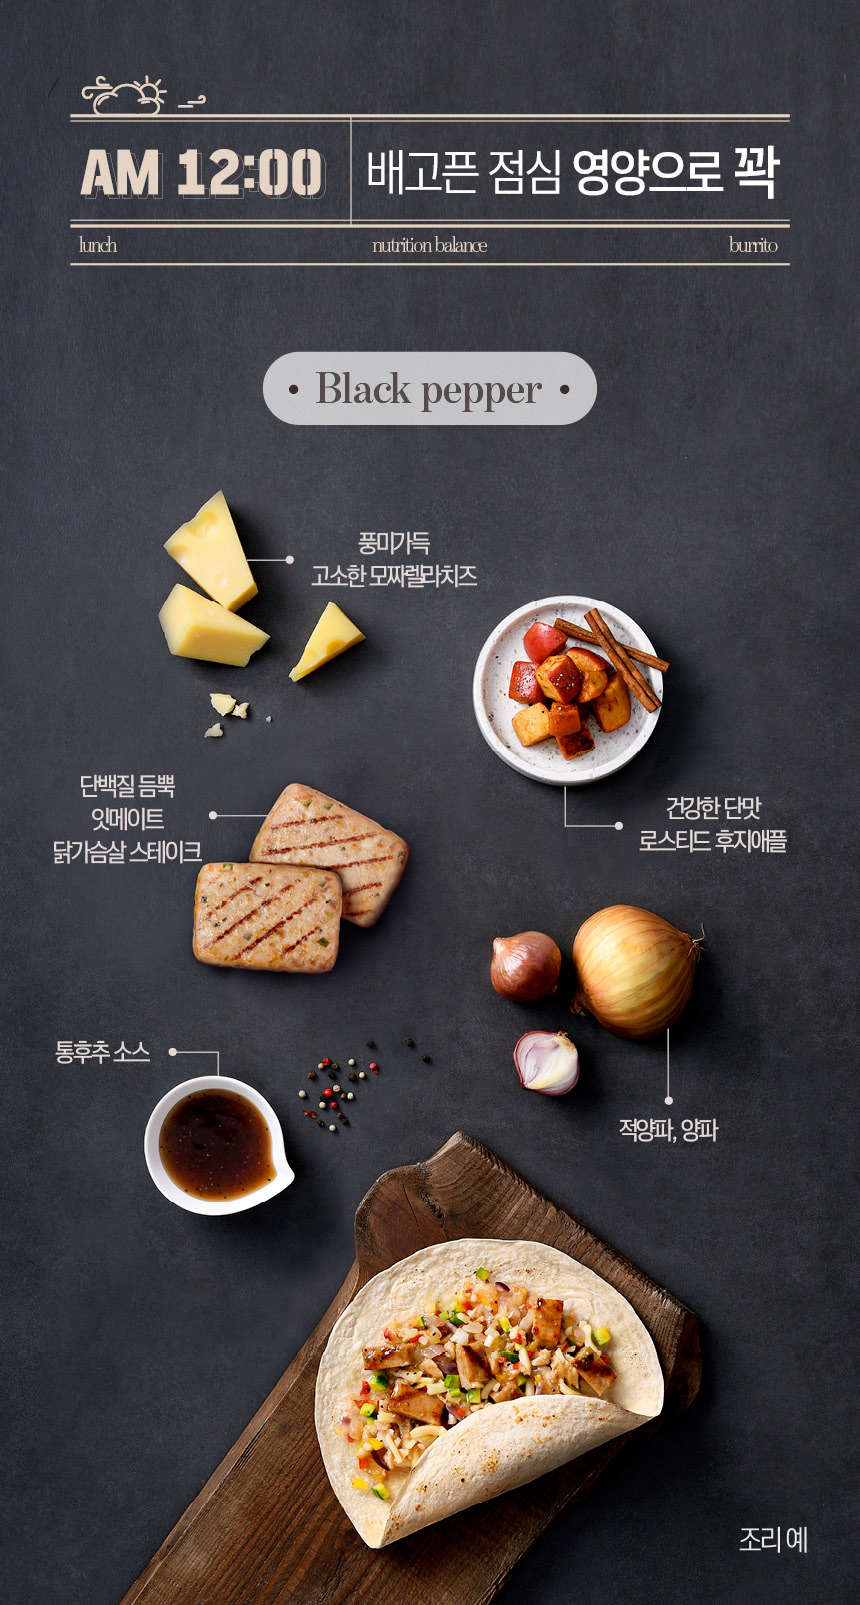 AM 12:00
배고픈 점심 영양으로 꽉
lunch
nutrition balance
burrito
• Black pepper •
풍미가득
고소한 모짜렐라치즈
건강한 단맛
로스티드 후지애플
단백질 듬뿍
잇메이트
닭가슴살 스테이크
적양파, 양파
통후추 소스
조리 예